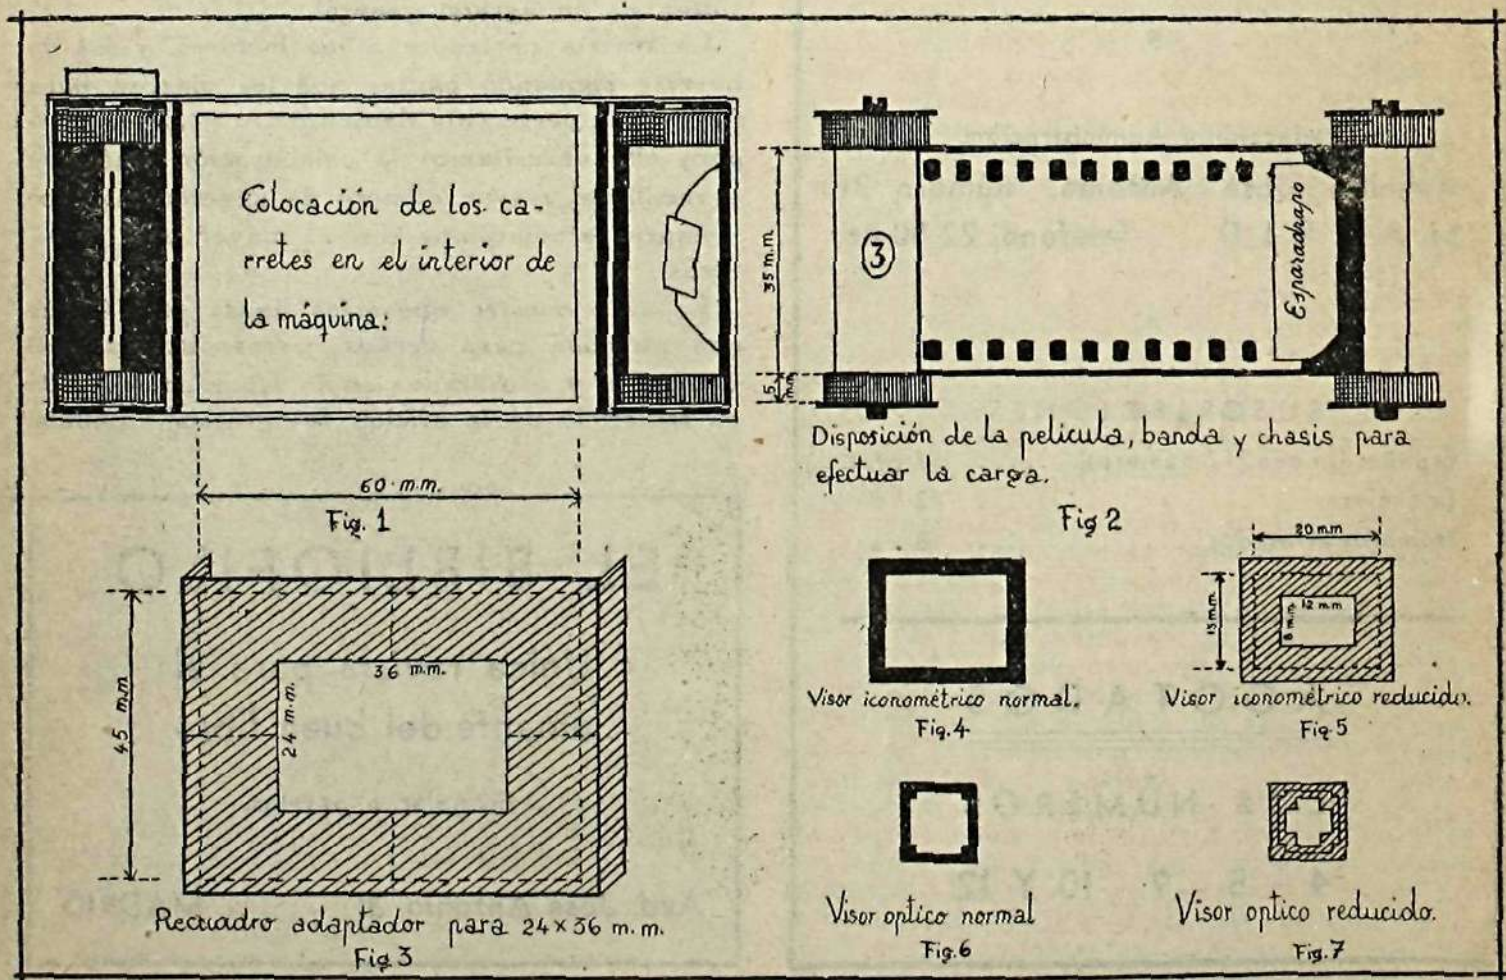 Colocación de los ca-
rretes en el interior de
la máquina:
60 m.m.
Fig. 1
35 m.m.
5 m.m.
3
Esparadrapo
Disposición de la pelicula, banda y chasis para
efectuar la carga.
Fig 2
45 m.m
36 m.m.
24 m.m.
Recuadro adaptador para 24 x 36 m.m.
Fig 3
Visor iconométrico normal.
Fig. 4
20 m.m
15 m.m.
12 m.m
8 m.m.
Visor iconométrico reducido.
Fig 5
Visor optico normal
Fig. 6
Visor optico reducido.
Fig. 7